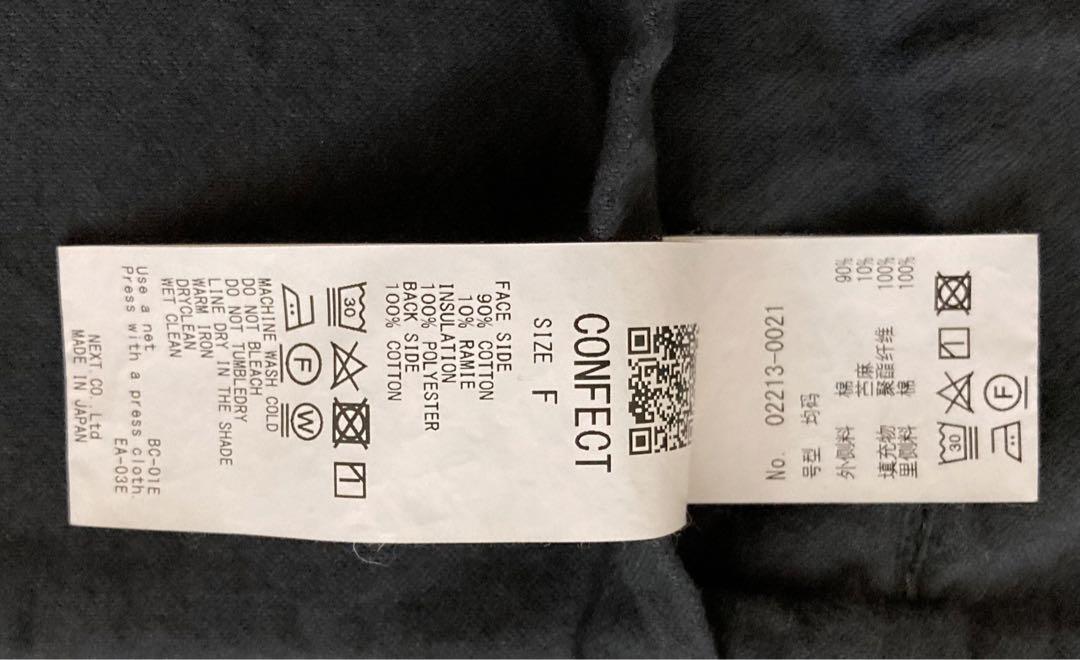 CONFECT
SIZE F
FACE SIDE
90% COTTON
10% RAMIE
INSULATION
100% POLYESTER
BACK SIDE
100% COTTON
30
F
W
MACHINE WASH COLD
DO NOT BLEACH
DO NOT TUMBLEDRY
LINE DRY IN THE SHADE
WARM IRON
DRYCLEAN
WET CLEAN
BC-01E
Use a net
Press with a press cloth.
EA-03E
NEXT.CO.,Ltd
MADE IN JAPAN
No. 02213-0021
号型 均码
外侧料 棉 90%
苎麻 10%
填充物 聚酯纤维 100%
里侧料 棉 100%
30
F